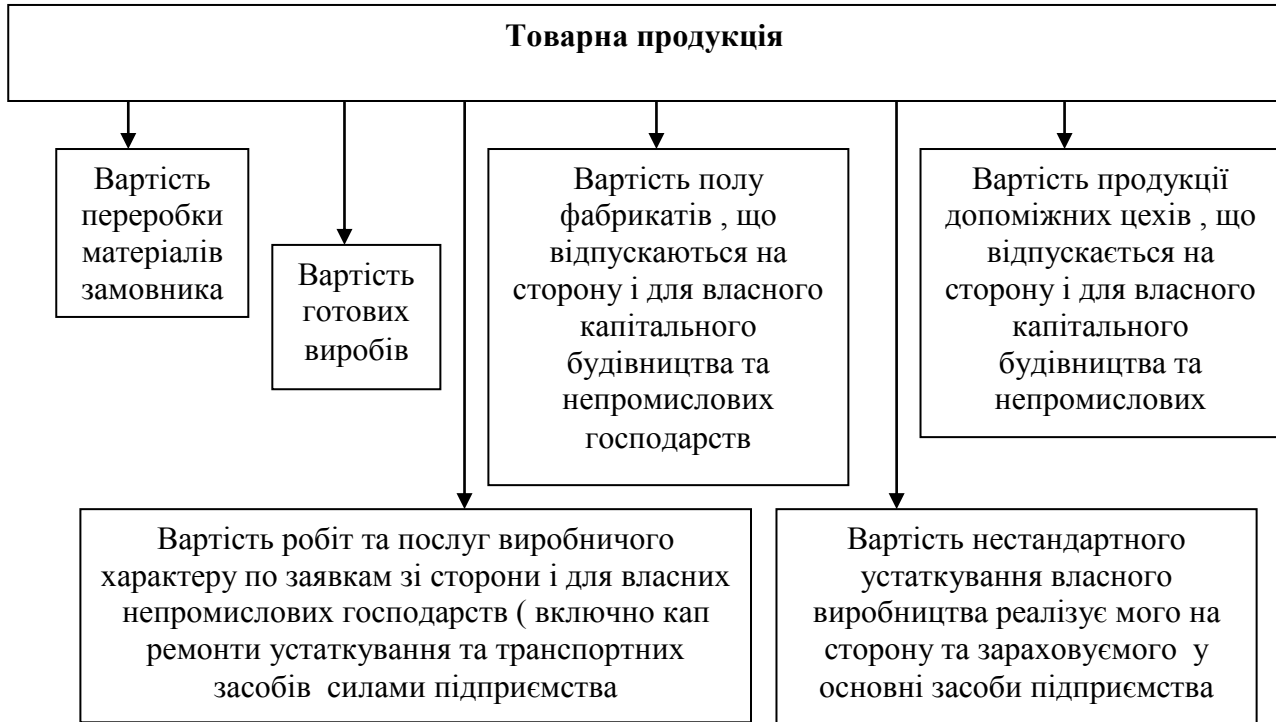 Товарна продукція
Вартість
переробки
матеріалів
замовника
Вартість
готових
виробів
Вартість полу
фабрикатів , що
відпускаються на
сторону і для власного
капітального
будівництва та
непромислових
господарств
Вартість продукції
допоміжних цехів , що
відпускається на
сторону і для власного
капітального
будівництва та
непромислових
Вартість робіт та послуг виробничого
характеру по заявкам зі сторони і для власних
непромислових господарств ( включно кап
ремонти устаткування та транспортних
засобів силами підприємства
Вартість нестандартного
устаткування власного
виробництва реалізує мого на
сторону та зараховуємого у
основні засоби підприємства